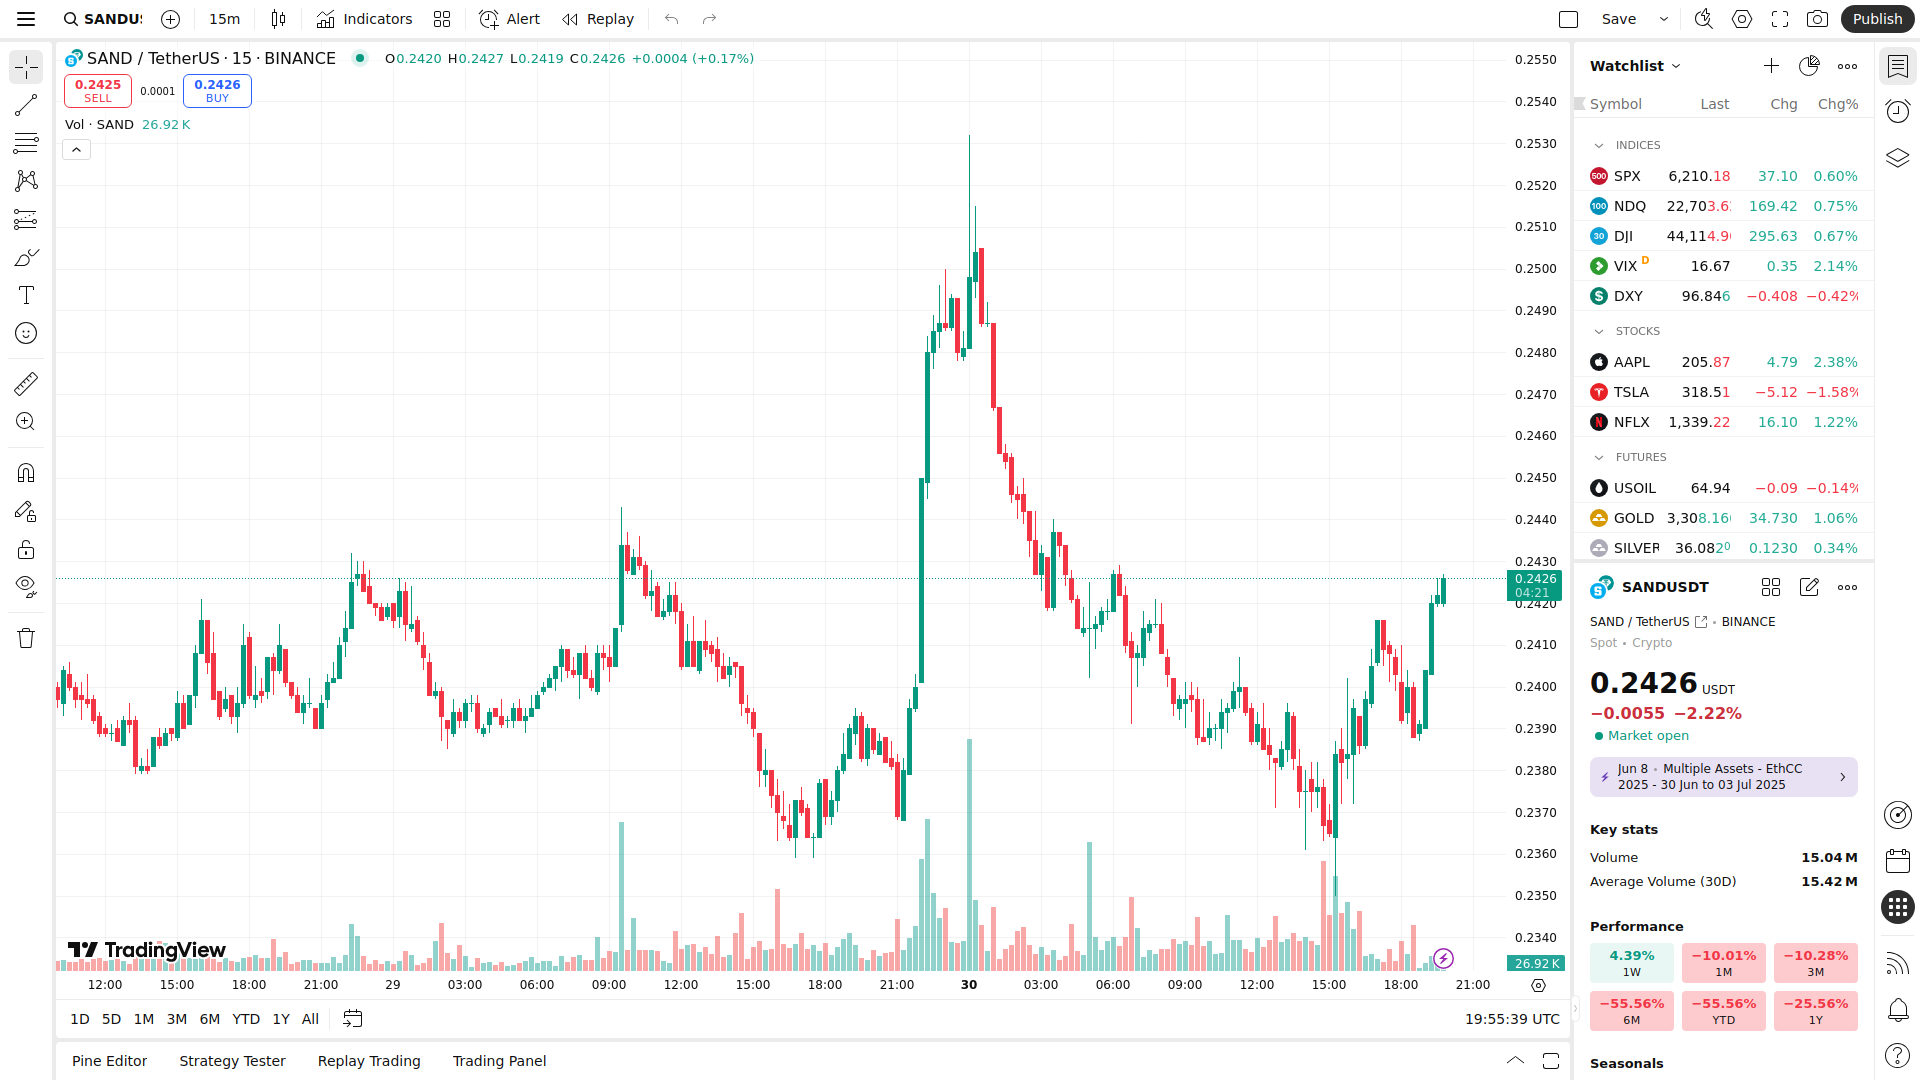 SANDU
15m
Indicators
Alert
Replay
Save
Publish
SAND / TetherUS · 15 · BINANCE
O0.2420 H0.2427 L0.2419 C0.2426 +0.0004 (+0.17%)
0.2425
SELL
0.0001
0.2426
BUY
Vol · SAND 26.92 K
0.2550
0.2540
0.2530
0.2520
0.2510
0.2500
0.2490
0.2480
0.2470
0.2460
0.2450
0.2440
0.2430
0.2426
04:21
0.2420
0.2410
0.2400
0.2390
0.2380
0.2370
0.2360
0.2350
0.2340
26.92 K
TradingView
12:00 15:00 18:00 21:00 29 03:00 06:00 09:00 12:00 15:00 18:00 21:00 30 03:00 06:00 09:00 12:00 15:00 18:00 21:00
1D 5D 1M 3M 6M YTD 1Y All
19:55:39 UTC
Pine Editor Strategy Tester Replay Trading Trading Panel
Watchlist
Symbol Last Chg Chg%
INDICES
SPX 6,210.18 37.10 0.60%
NDQ 22,703.6 169.42 0.75%
DJI 44,114.9 295.63 0.67%
VIX D 16.67 0.35 2.14%
DXY 96.846 −0.408 −0.42%
STOCKS
AAPL 205.87 4.79 2.38%
TSLA 318.51 −5.12 −1.58%
NFLX 1,339.22 16.10 1.22%
FUTURES
USOIL 64.94 −0.09 −0.14%
GOLD 3,308.16 34.730 1.06%
SILVER 36.0820 0.1230 0.34%
SANDUSDT
SAND / TetherUS • BINANCE
Spot • Crypto
0.2426 USDT
−0.0055 −2.22%
Market open
Jun 8 • Multiple Assets - EthCC
2025 - 30 Jun to 03 Jul 2025
Key stats
Volume 15.04 M
Average Volume (30D) 15.42 M
Performance
4.39% −10.01% −10.28%
1W 1M 3M
−55.56% −55.56% −25.56%
6M YTD 1Y
Seasonals